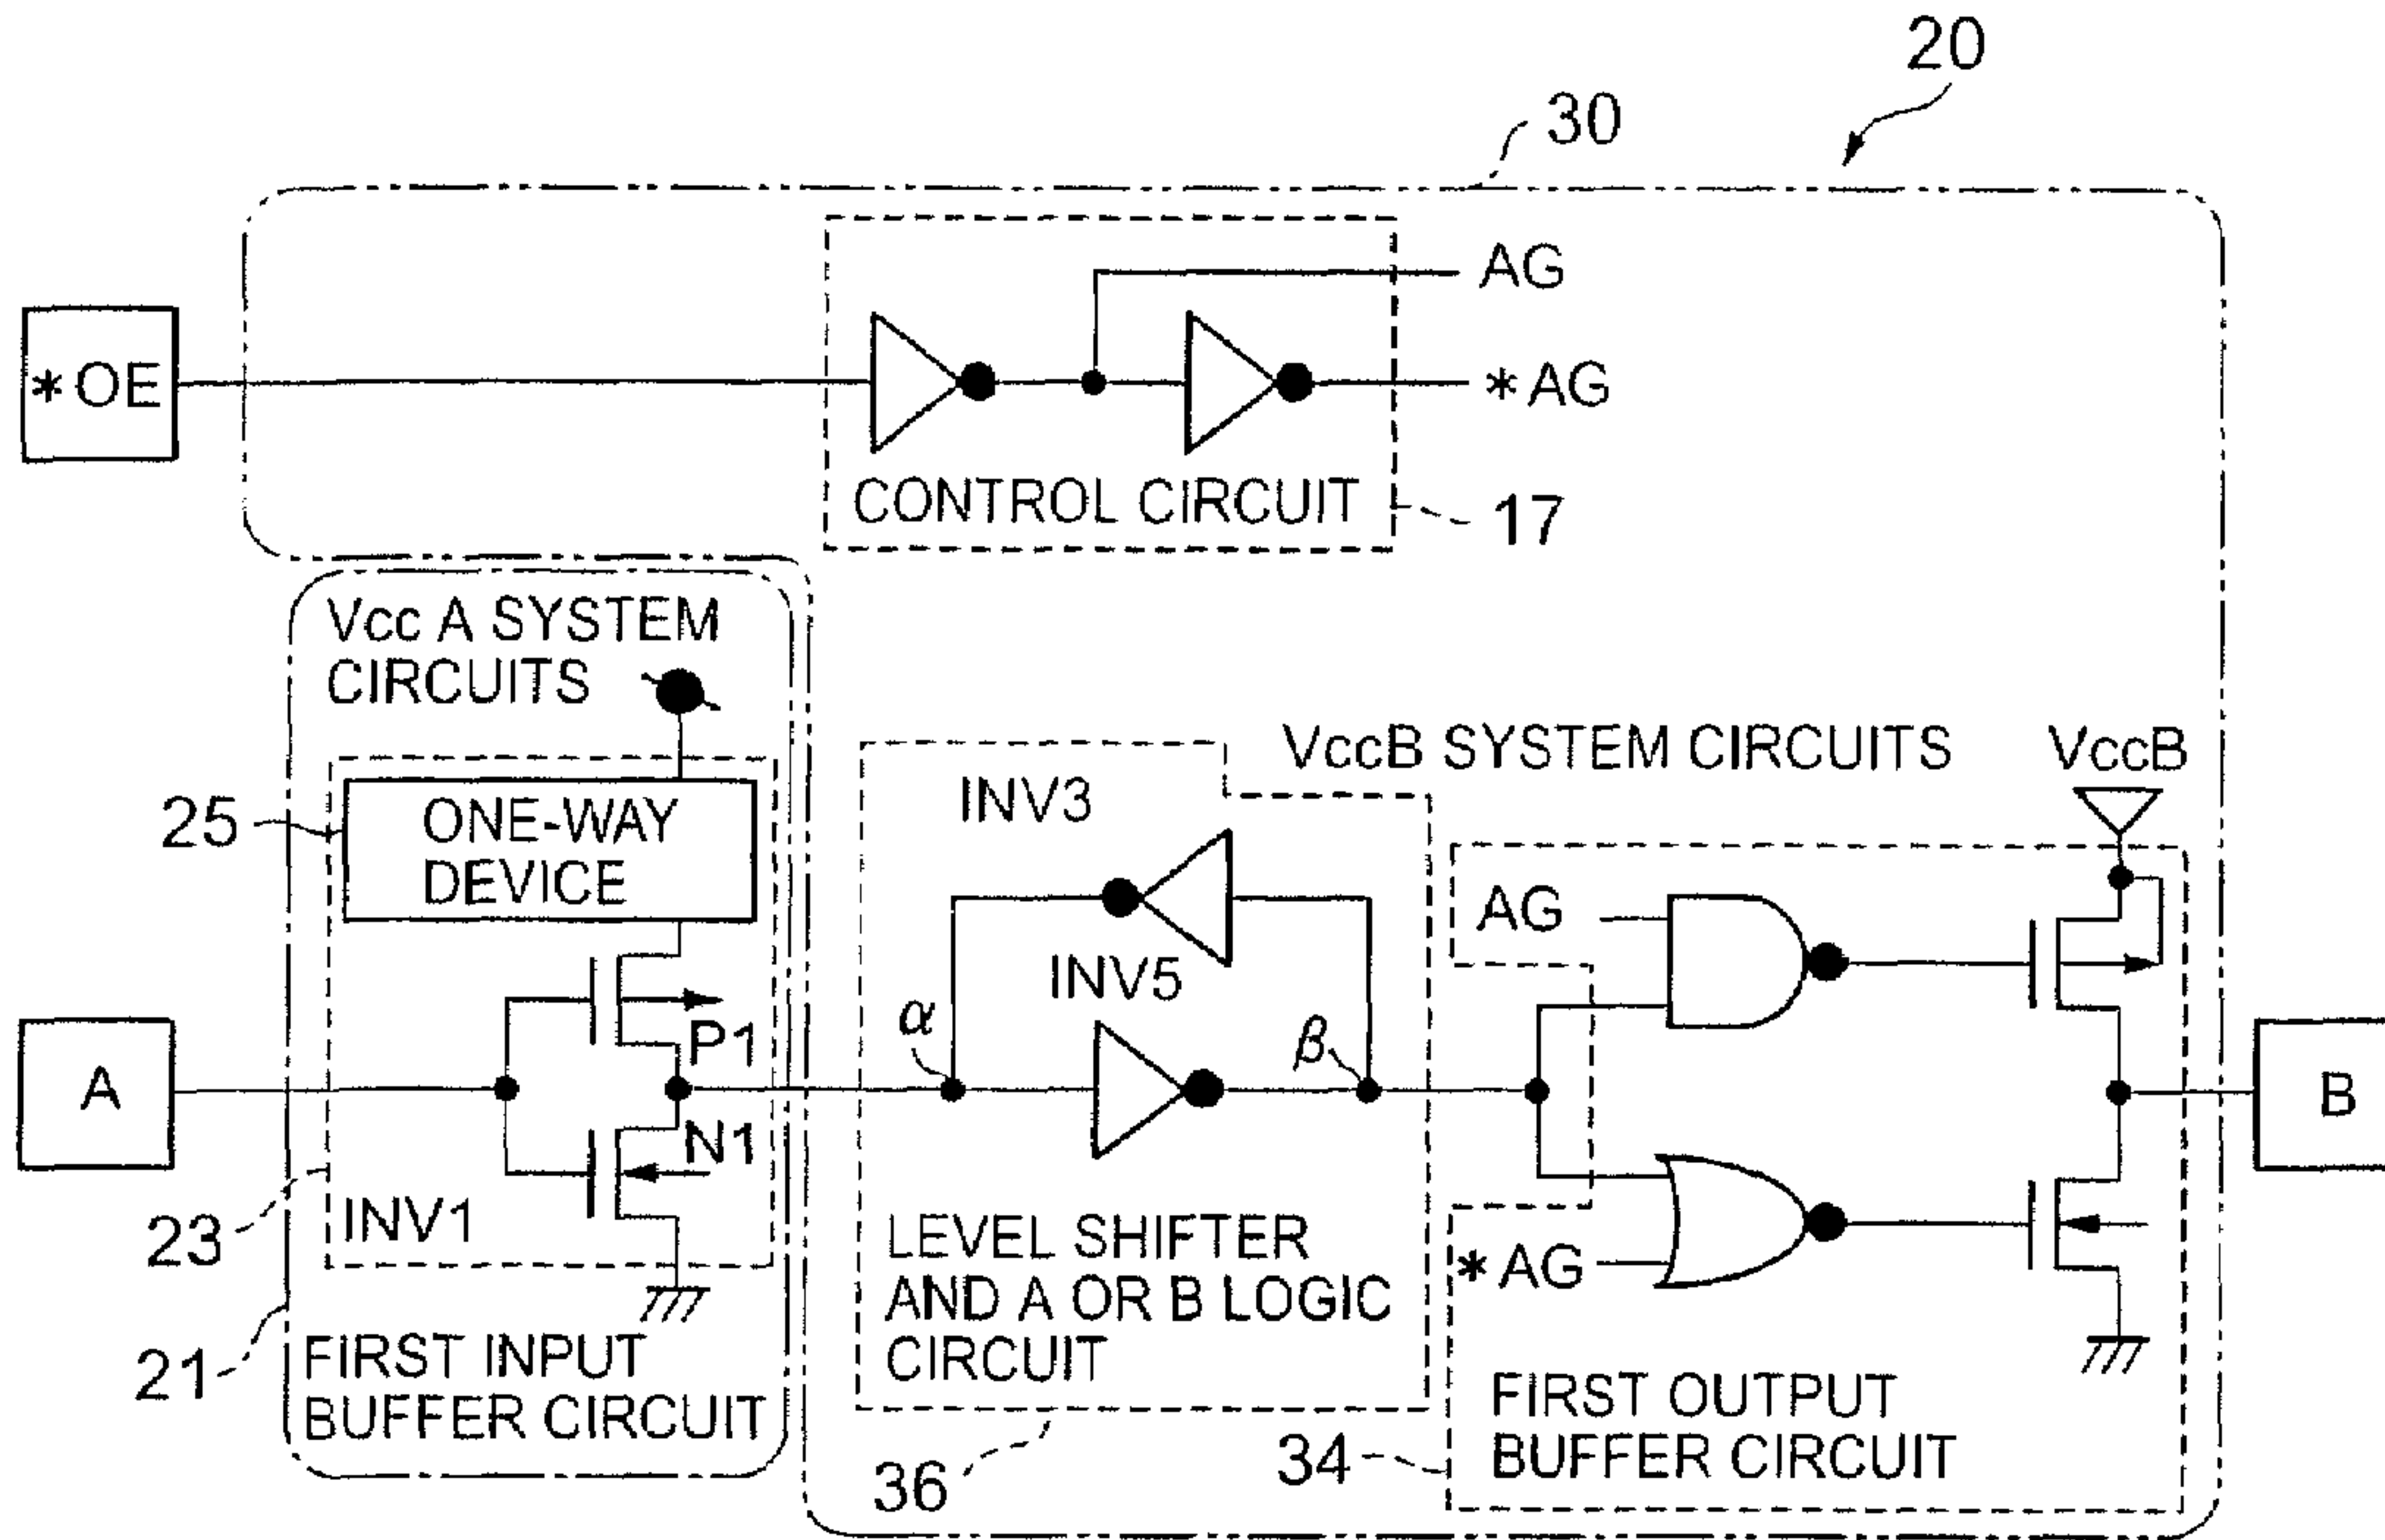 20
30
AG
*OE
*AG
CONTROL CIRCUIT
17
Vcc A SYSTEM
CIRCUITS
VccB SYSTEM CIRCUITS
VccB
INV3
25
ONE-WAY
DEVICE
AG
INV5
α
P1
β
A
B
N1
23
INV1
LEVEL SHIFTER
AND A OR B LOGIC
CIRCUIT
*AG
21
FIRST INPUT
BUFFER CIRCUIT
36
34
FIRST OUTPUT
BUFFER CIRCUIT